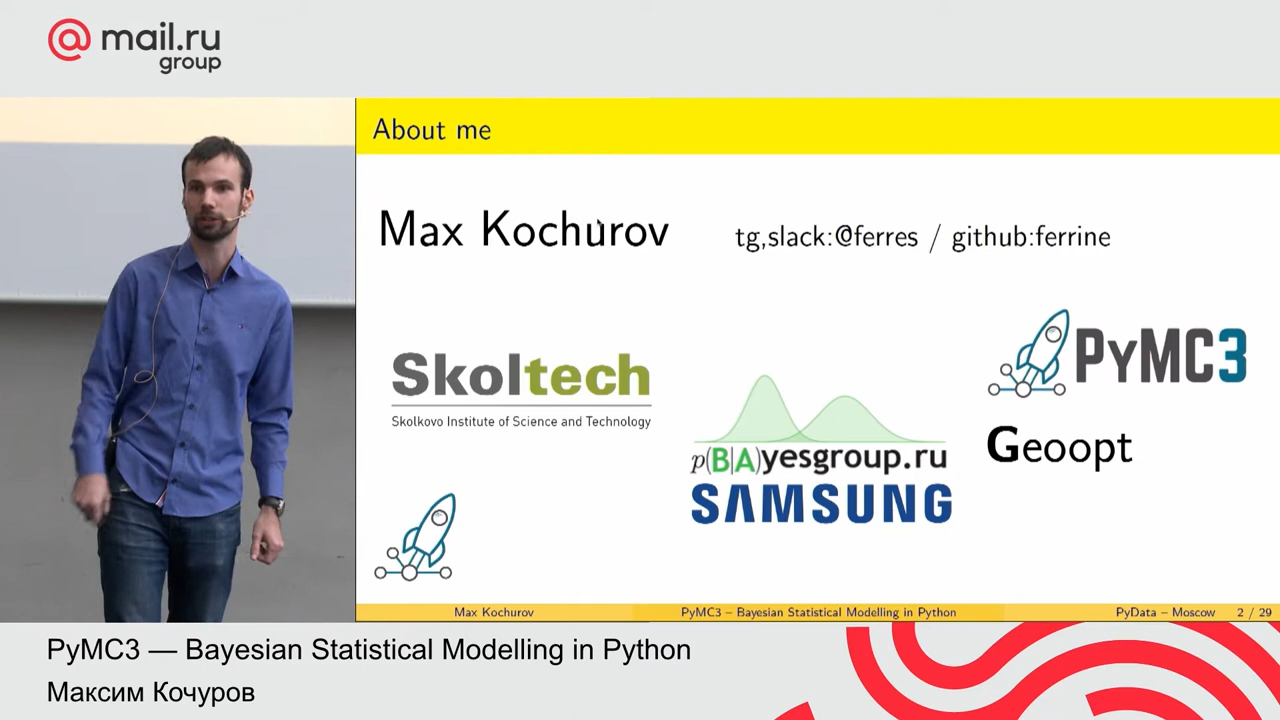 @ mail.ru
group
About me
Max Kochurov
tg,slack:@ferres / github:ferrine
Skoltech
Skolkovo Institute of Science and Technology
PyMC3
Geoopt
p(B|A)yesgroup.ru
SAMSUNG
Max Kochurov
PyMC3 – Bayesian Statistical Modelling in Python
PyData – Moscow 2 / 29
PyMC3 — Bayesian Statistical Modelling in Python
Максим Кочуров